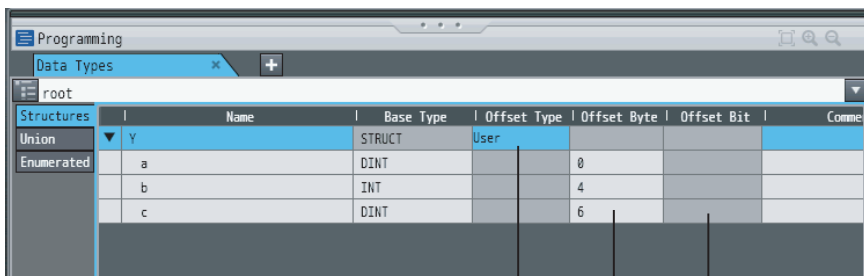 Programming
Data Types × +
root
Structures Name Base Type Offset Type Offset Byte Offset Bit Comme
Union Y STRUCT User
Enumerated a DINT 0
b INT 4
c DINT 6